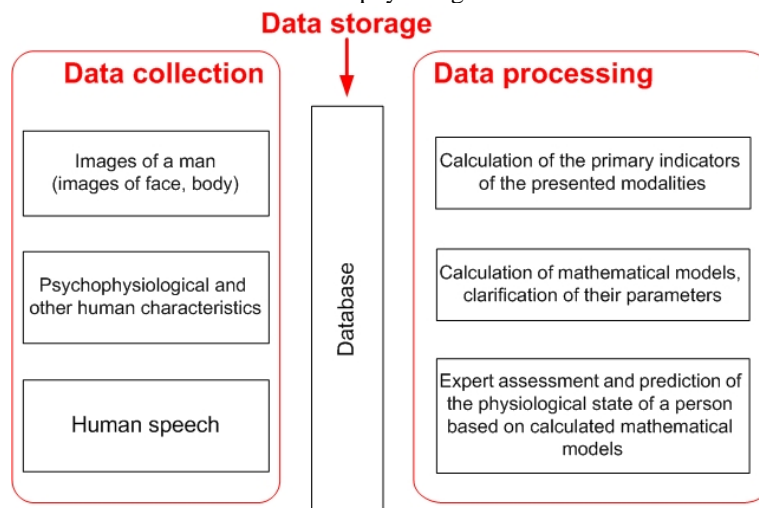 Data storage
Data collection
Images of a man
(images of face, body)
Psychophysiological and
other human characteristics
Human speech
Database
Data processing
Calculation of the primary indicators
of the presented modalities
Calculation of mathematical models,
clarification of their parameters
Expert assessment and prediction of
the physiological state of a person
based on calculated mathematical
models